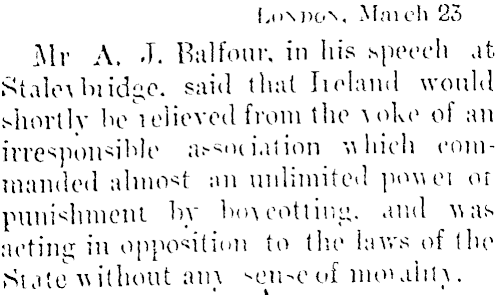 LONDON, March 23
Mr A. J. Balfour, in his speech at
Staleybridge, said that Ireland would
shortly be relieved from the yoke of an
irresponsible association which com-
manded almost an unlimited power of
punishment by boycotting, and was
acting in opposition to the laws of the
State without any sense of morality.